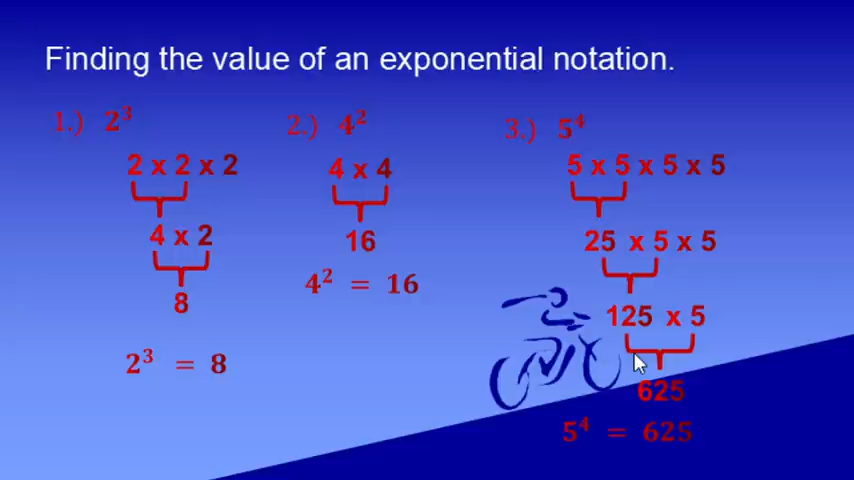 Finding the value of an exponential notation.
1.) 2³
2 x 2 x 2
4 x 2
8
2³ = 8
2.) 4²
4 x 4
16
4² = 16
3.) 5⁴
5 x 5 x 5 x 5
25 x 5 x 5
125 x 5
625
5⁴ = 625